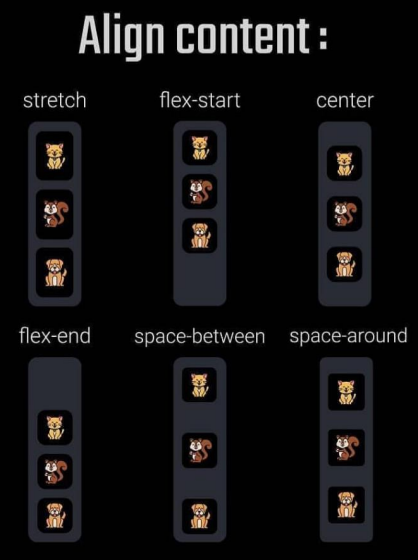 Align content :
stretch flex-start center
flex-end space-between space-around